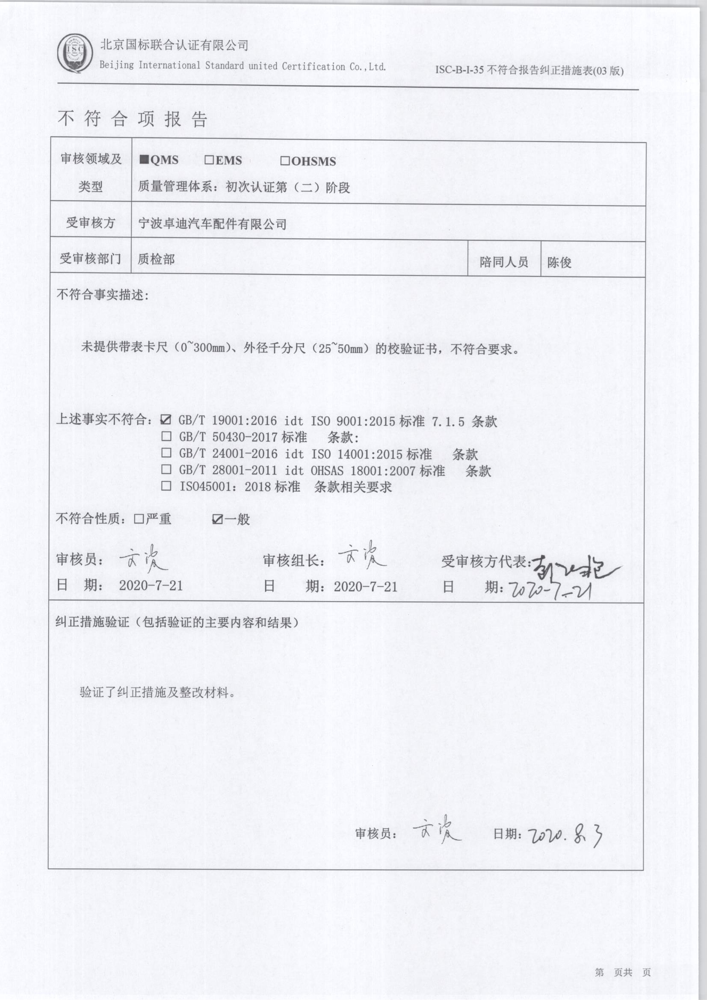 ISC
北京国标联合认证有限公司
Beijing International Standard united Certification Co.,Ltd.
ISC-B-I-35 不符合报告纠正措施表(03 版)
不符合项报告
审核领域及类型
■QMS □EMS □OHSMS
质量管理体系：初次认证第（二）阶段
受审核方 宁波卓迪汽车配件有限公司
受审核部门 质检部 陪同人员 陈俊
不符合事实描述:
未提供带表卡尺（0~300mm）、外径千分尺（25~50mm）的校验证书，不符合要求。
上述事实不符合：☑ GB/T 19001:2016 idt ISO 9001:2015 标准 7.1.5 条款
□ GB/T 50430-2017 标准 条款:
□ GB/T 24001-2016 idt ISO 14001:2015 标准 条款
□ GB/T 28001-2011 idt OHSAS 18001:2007 标准 条款
□ ISO45001：2018 标准 条款相关要求
不符合性质：□严重 ☑一般
审核员： 文波 审核组长： 文波 受审核方代表:
日 期： 2020-7-21 日 期：2020-7-21 日 期：2020-7-21
纠正措施验证（包括验证的主要内容和结果）
验证了纠正措施及整改材料。
审核员： 文波 日期：2020.8.3
第 页共 页